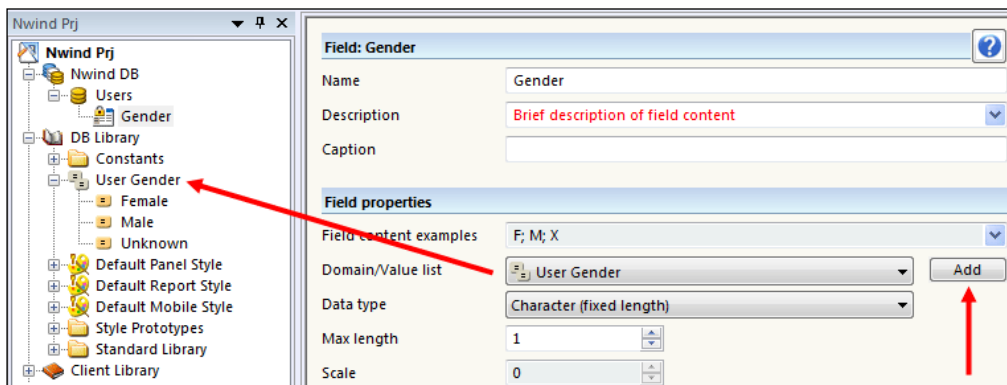 Nwind Prj
Nwind Prj
Nwind DB
Users
Gender
DB Library
Constants
User Gender
Female
Male
Unknown
Default Panel Style
Default Report Style
Default Mobile Style
Style Prototypes
Standard Library
Client Library
Field: Gender
Name Gender
Description Brief description of field content
Caption
Field properties
Field content examples F; M; X
Domain/Value list User Gender Add
Data type Character (fixed length)
Max length 1
Scale 0